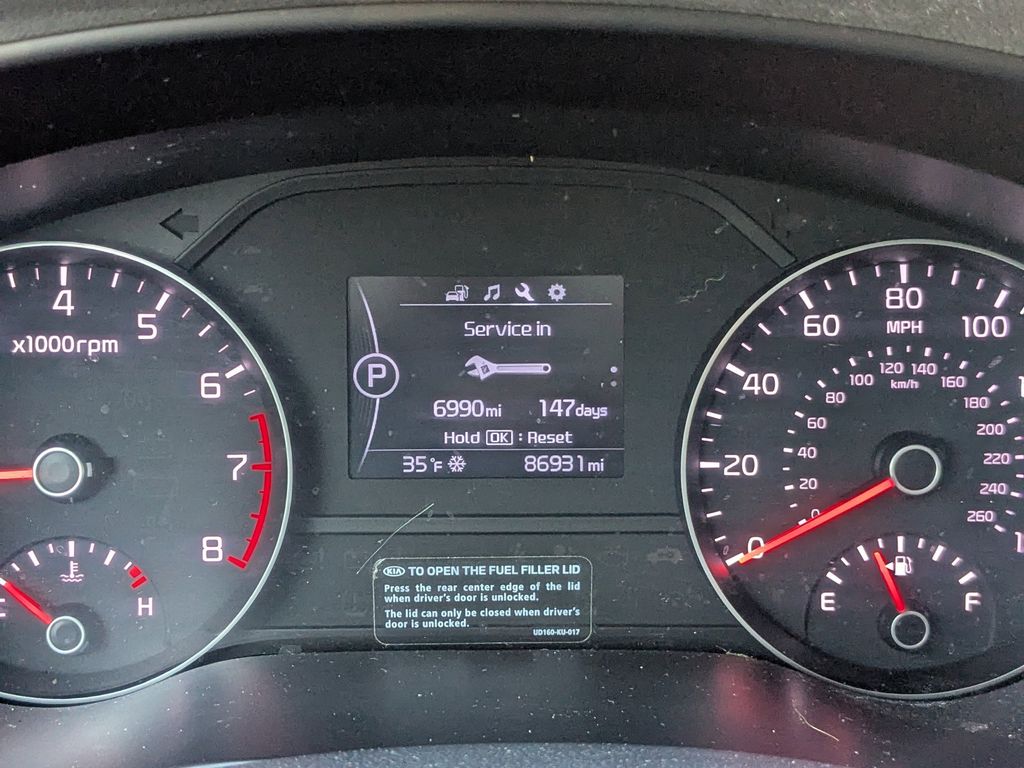 4
5
x1000rpm
6
7
8
H
Service in
P
6990mi 147days
Hold OK : Reset
35°F 86931mi
KIA TO OPEN THE FUEL FILLER LID
Press the rear center edge of the lid
when driver's door is unlocked.
The lid can only be closed when driver's
door is unlocked.
UD160-KU-017
80
60 MPH 100
120 140
100 km/h 160
40 80 180
60 200
20 40 220
20 240
0 260
0
E F